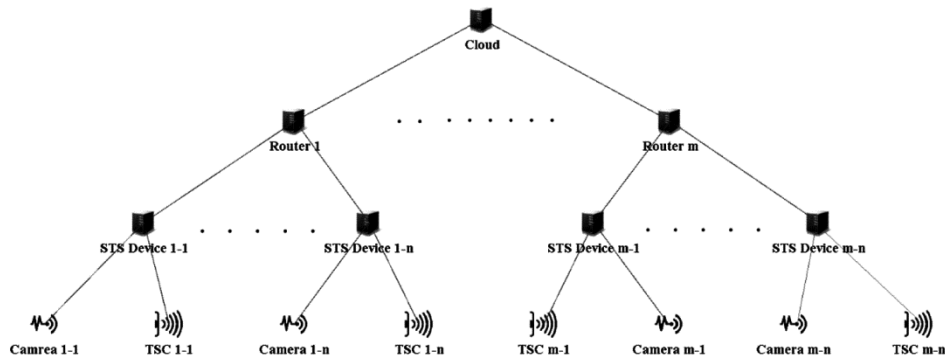 Cloud
Router 1
Router m
STS Device 1-1
STS Device 1-n
STS Device m-1
STS Device m-n
Camrea 1-1
TSC 1-1
Camera 1-n
TSC 1-n
TSC m-1
Camera m-1
Camera m-n
TSC m-n